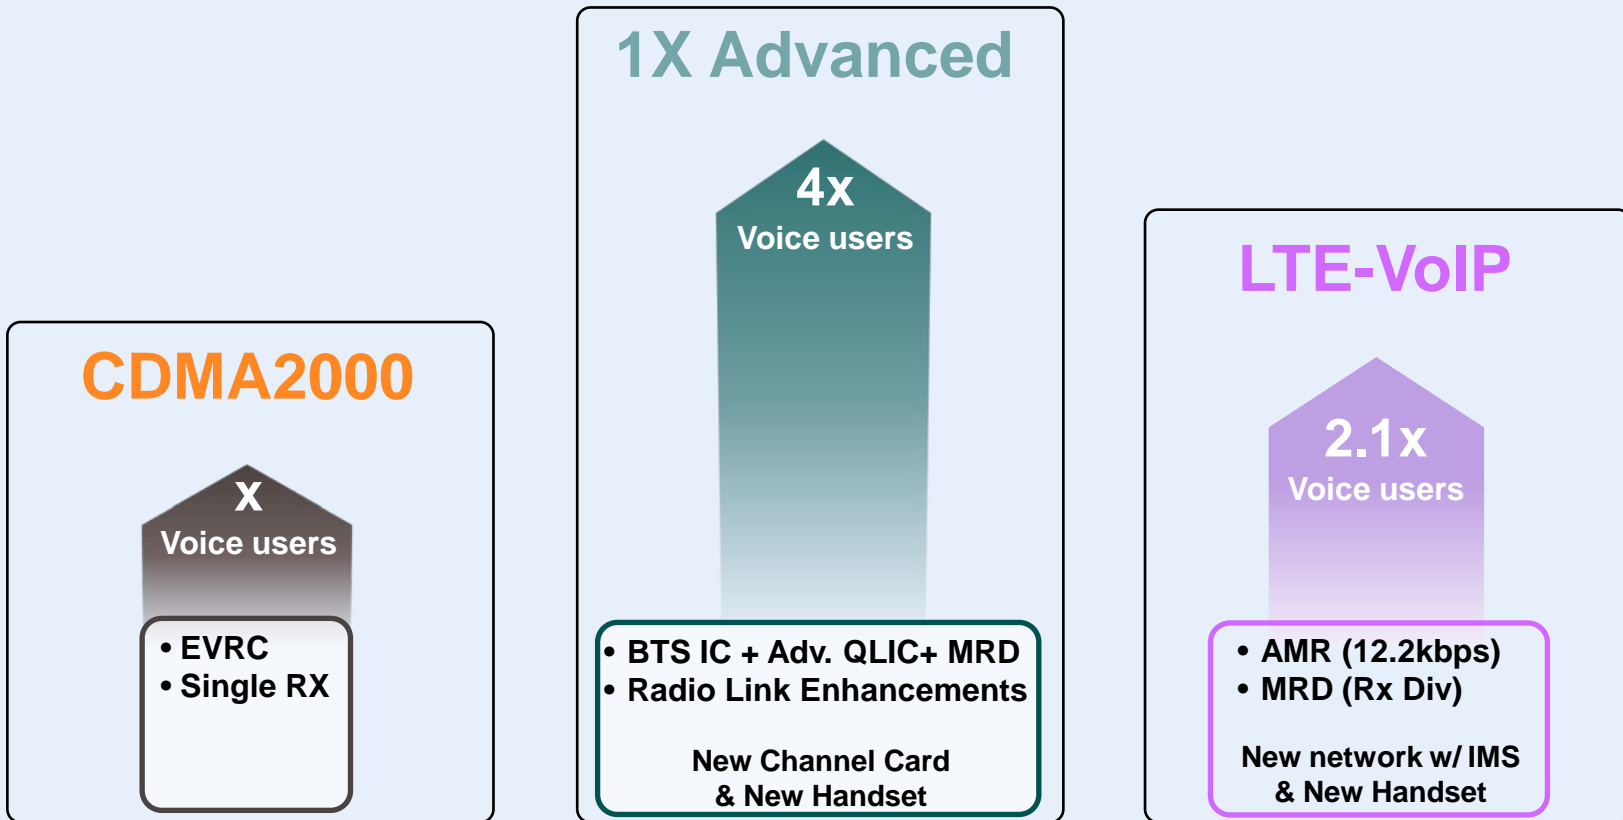 CDMA2000
x
Voice users
• EVRC
• Single RX
1X Advanced
4x
Voice users
• BTS IC + Adv. QLIC+ MRD
• Radio Link Enhancements
New Channel Card
& New Handset
LTE-VoIP
2.1x
Voice users
• AMR (12.2kbps)
• MRD (Rx Div)
New network w/ IMS
& New Handset